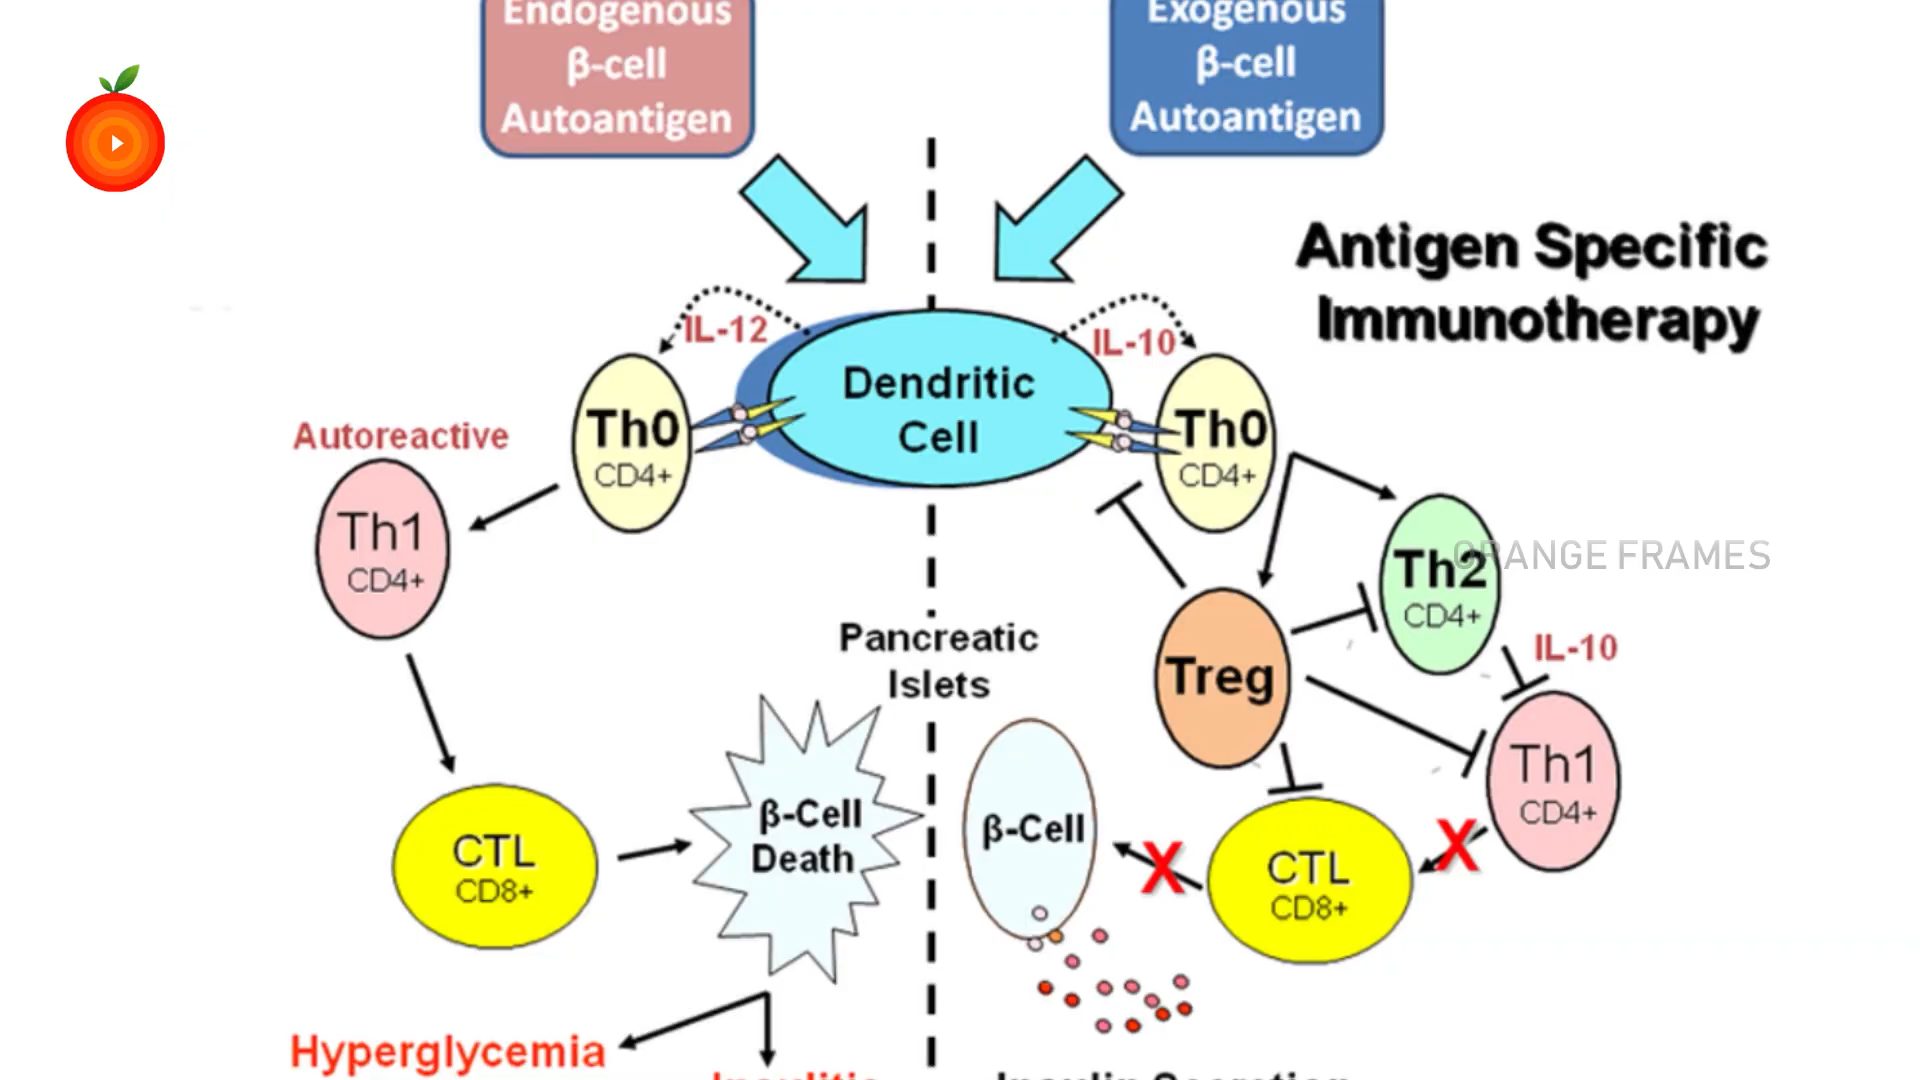 Endogenous
β-cell
Autoantigen
Exogenous
β-cell
Autoantigen
Antigen Specific
Immunotherapy
IL-12
IL-10
Dendritic
Cell
Th0
CD4+
Th0
CD4+
Autoreactive
Th1
CD4+
Th2
CD4+
ORANGE FRAMES
Pancreatic
Islets
IL-10
Treg
Th1
CD4+
β-Cell
Death
β-Cell
CTL
CD8+
X
X
CTL
CD8+
Hyperglycemia
Insulin Secretion